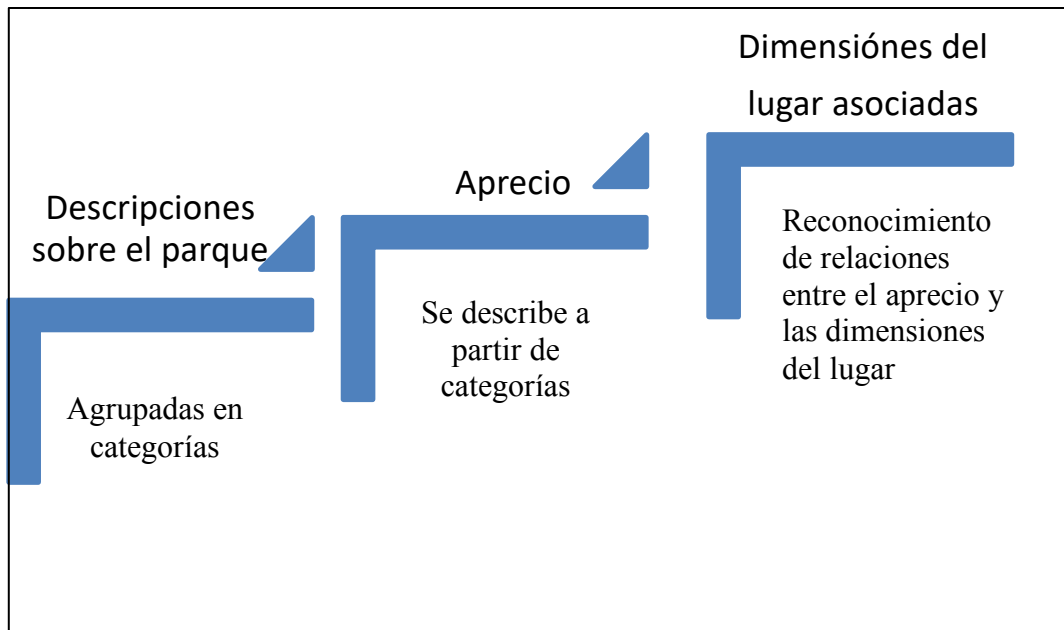 Descripciones
sobre el parque
Agrupadas en
categorías
Aprecio
Se describe a
partir de
categorías
Dimensiónes del
lugar asociadas
Reconocimiento
de relaciones
entre el aprecio y
las dimensiones
del lugar